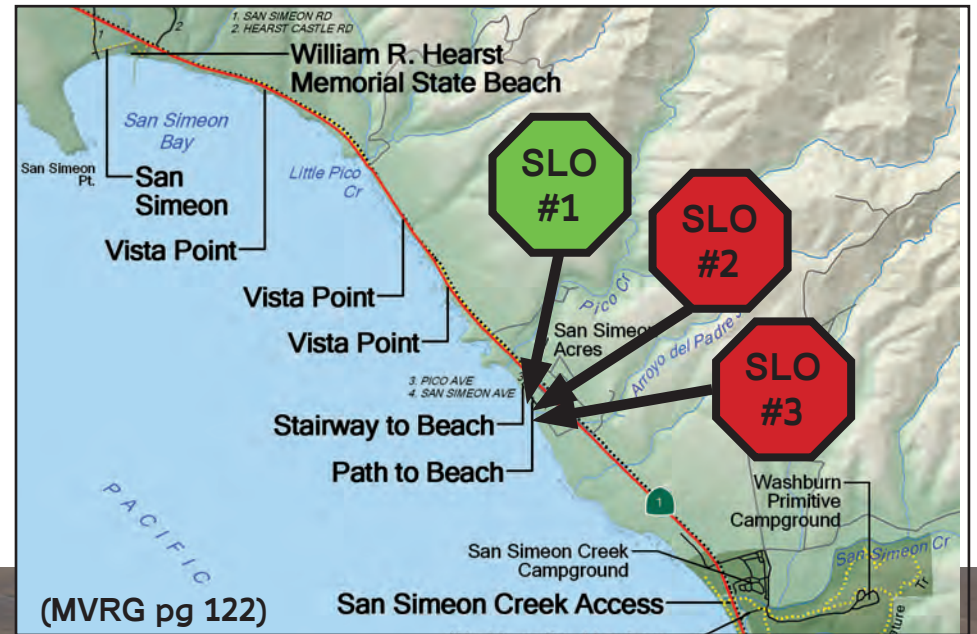 1. SAN SIMEON RD
2. HEARST CASTLE RD
1
2
William R. Hearst
Memorial State Beach
San Simeon
Bay
San Simeon
Pt.
San
Simeon
Little Pico
Cr
Vista Point
Vista Point
Vista Point
SLO
#1
SLO
#2
SLO
#3
Pico Cr
San Simeon
Acres
Arroyo del Padre
3. PICO AVE
4. SAN SIMEON AVE
Stairway to Beach
Path to Beach
PACIFIC
1
Washburn
Primitive
Campground
San Simeon Creek
Campground
San Simeon Cr
Tr
San Simeon Creek Access
(MVRG pg 122)